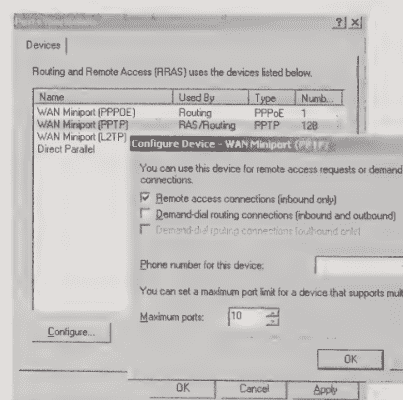 Devices
Routing and Remote Access (RRAS) uses the devices listed below.
Name Used By Type Numb...
WAN Miniport (PPPOE) Routing PPPoE 1
WAN Miniport (PPTP) RAS/Routing PPTP 128
WAN Miniport (L2TP)
Direct Parallel
Configure Device - WAN Miniport (PPTP)
You can use this device for remote access requests or demand
connections.
Remote access connections (inbound only)
Demand-dial routing connections (inbound and outbound)
Demand-dial routing connections (outbound only)
Phone number for this device:
You can set a maximum port limit for a device that supports mul
Maximum ports: 10
Configure...
OK
OK Cancel Apply